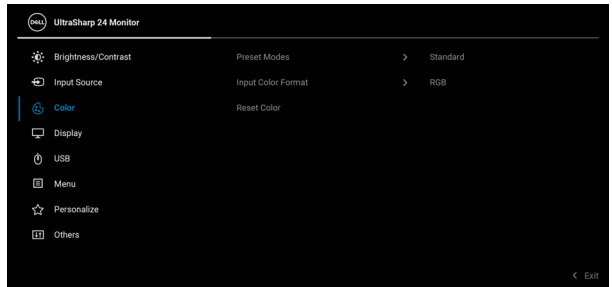 DELL UltraSharp 24 Monitor
Brightness/Contrast Preset Modes > Standard
Input Source Input Color Format > RGB
Color Reset Color
Display
USB
Menu
Personalize
Others
< Exit